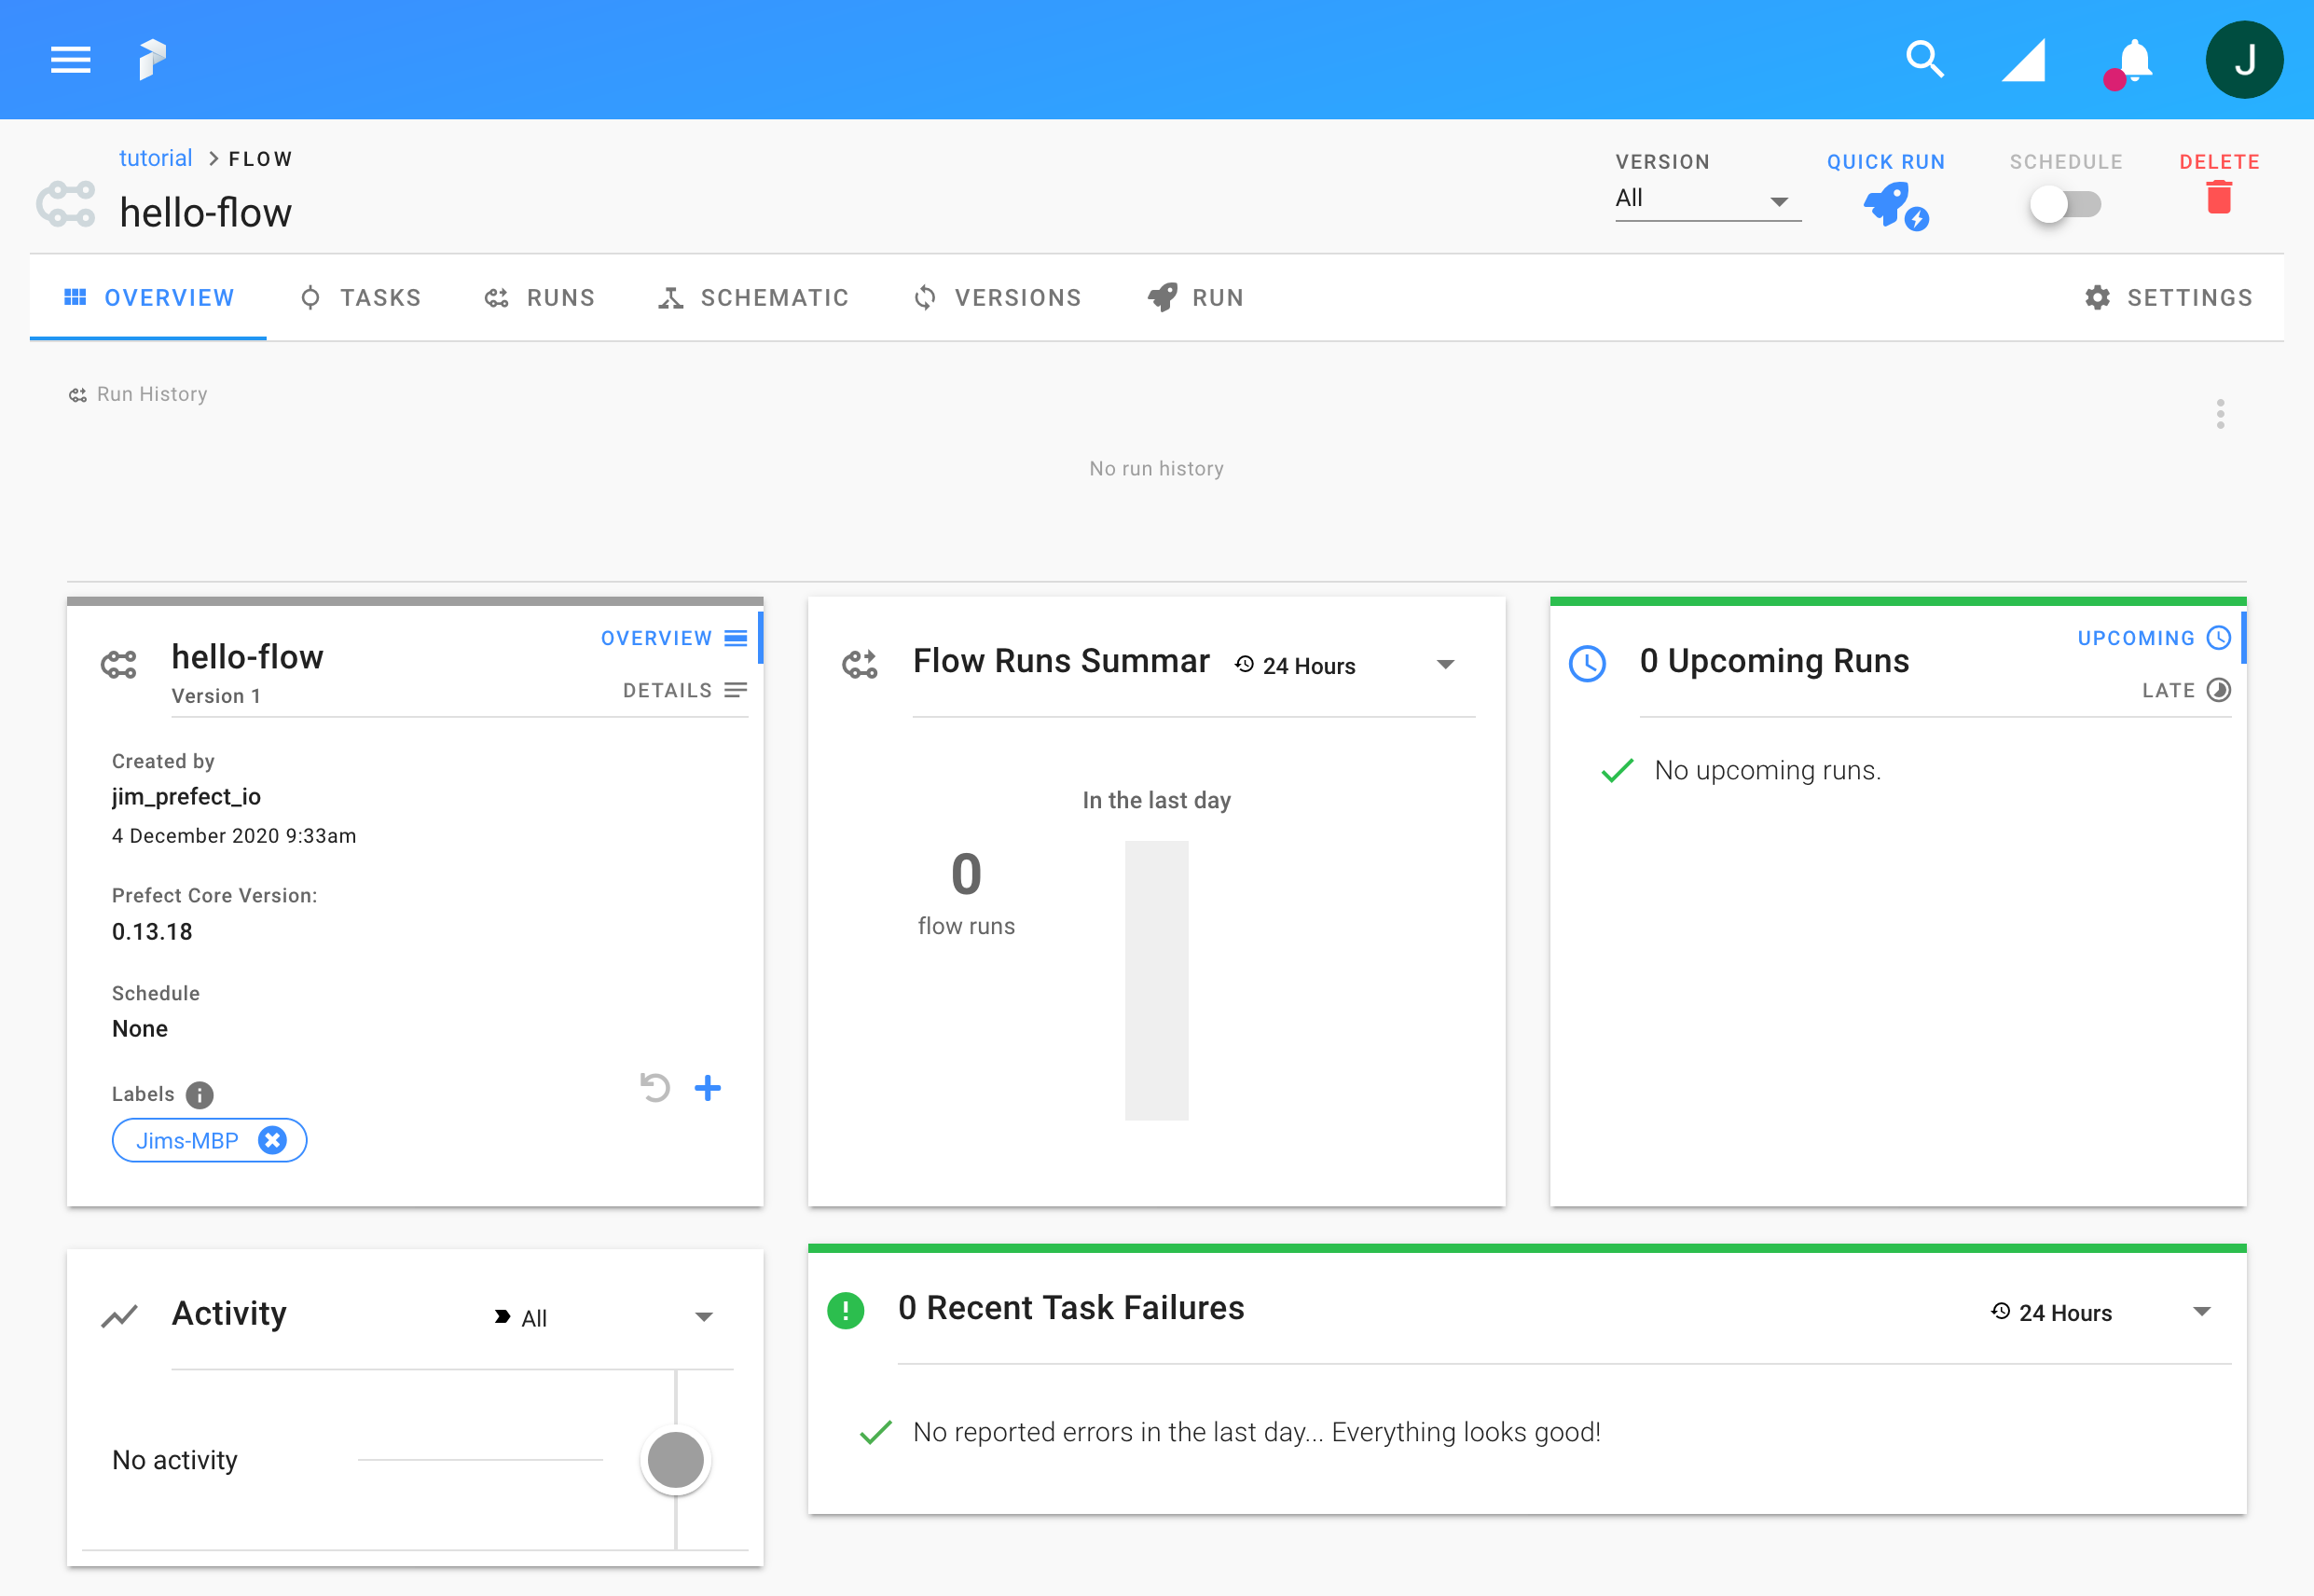 J
tutorial > FLOW
hello-flow
VERSION
All
QUICK RUN
SCHEDULE
DELETE
OVERVIEW
TASKS
RUNS
SCHEMATIC
VERSIONS
RUN
SETTINGS
Run History
No run history
hello-flow
Version 1
OVERVIEW
DETAILS
Created by
jim_prefect_io
4 December 2020 9:33am
Prefect Core Version:
0.13.18
Schedule
None
Labels
Jims-MBP
Flow Runs Summar
24 Hours
In the last day
0
flow runs
0 Upcoming Runs
UPCOMING
LATE
No upcoming runs.
Activity
All
No activity
0 Recent Task Failures
24 Hours
No reported errors in the last day... Everything looks good!